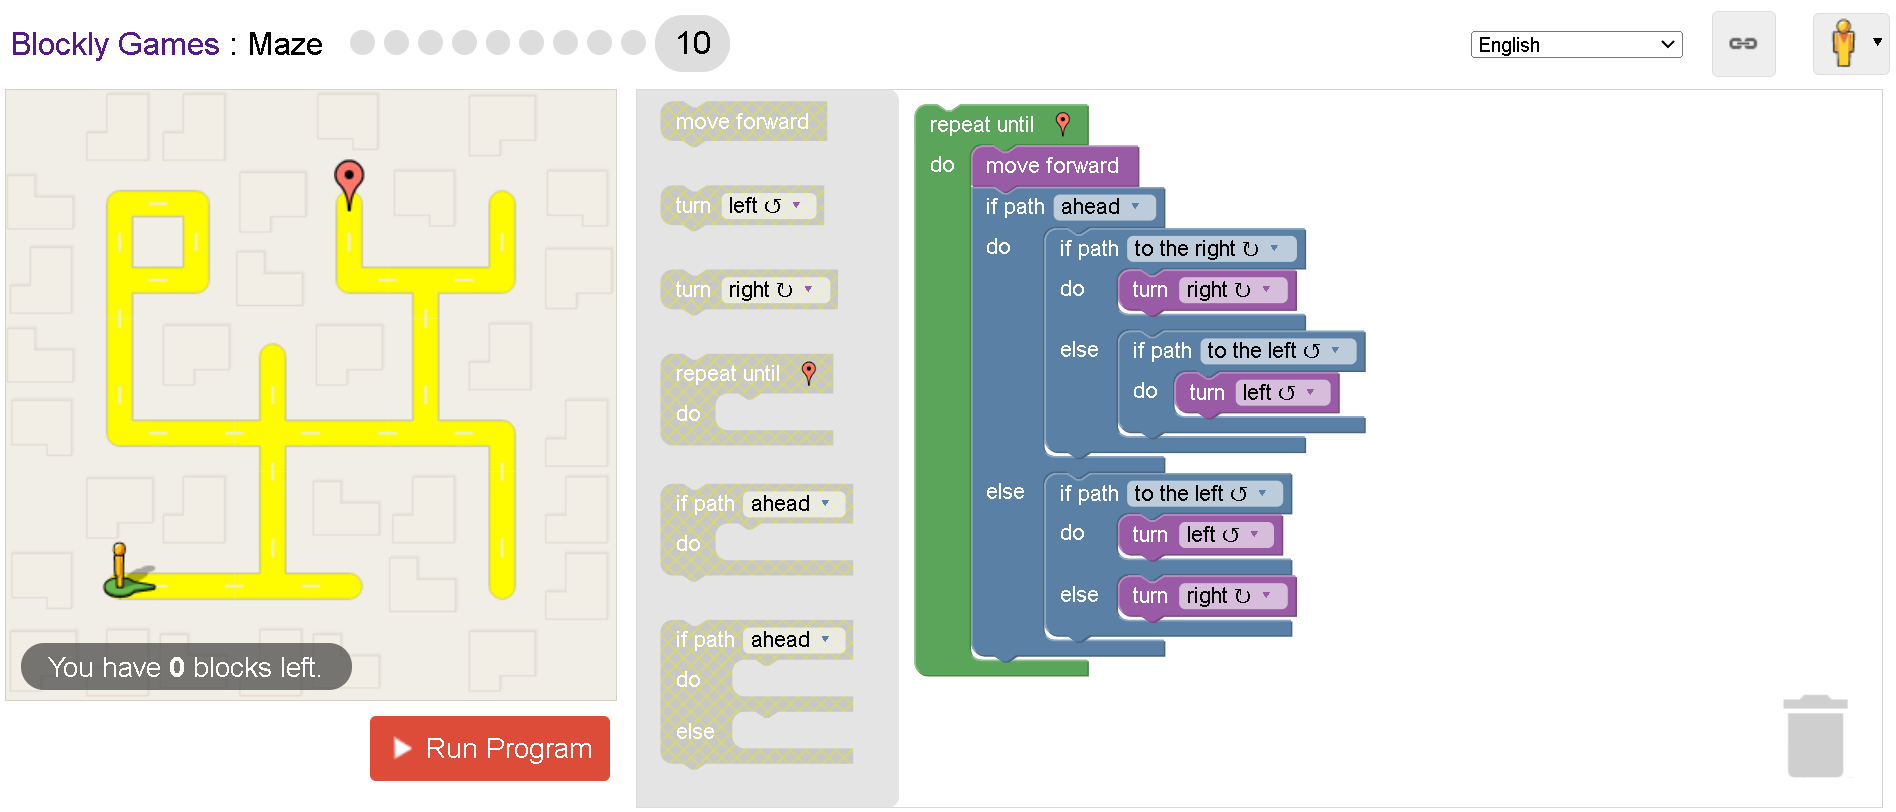 Blockly Games : Maze 10
English
You have 0 blocks left.
Run Program
move forward
turn left ↺
turn right ↻
repeat until
do
if path ahead
do
if path ahead
do
else
repeat until
do move forward
if path ahead
do if path to the right ↻
do turn right ↻
else if path to the left ↺
do turn left ↺
else if path to the left ↺
do turn left ↺
else turn right ↻